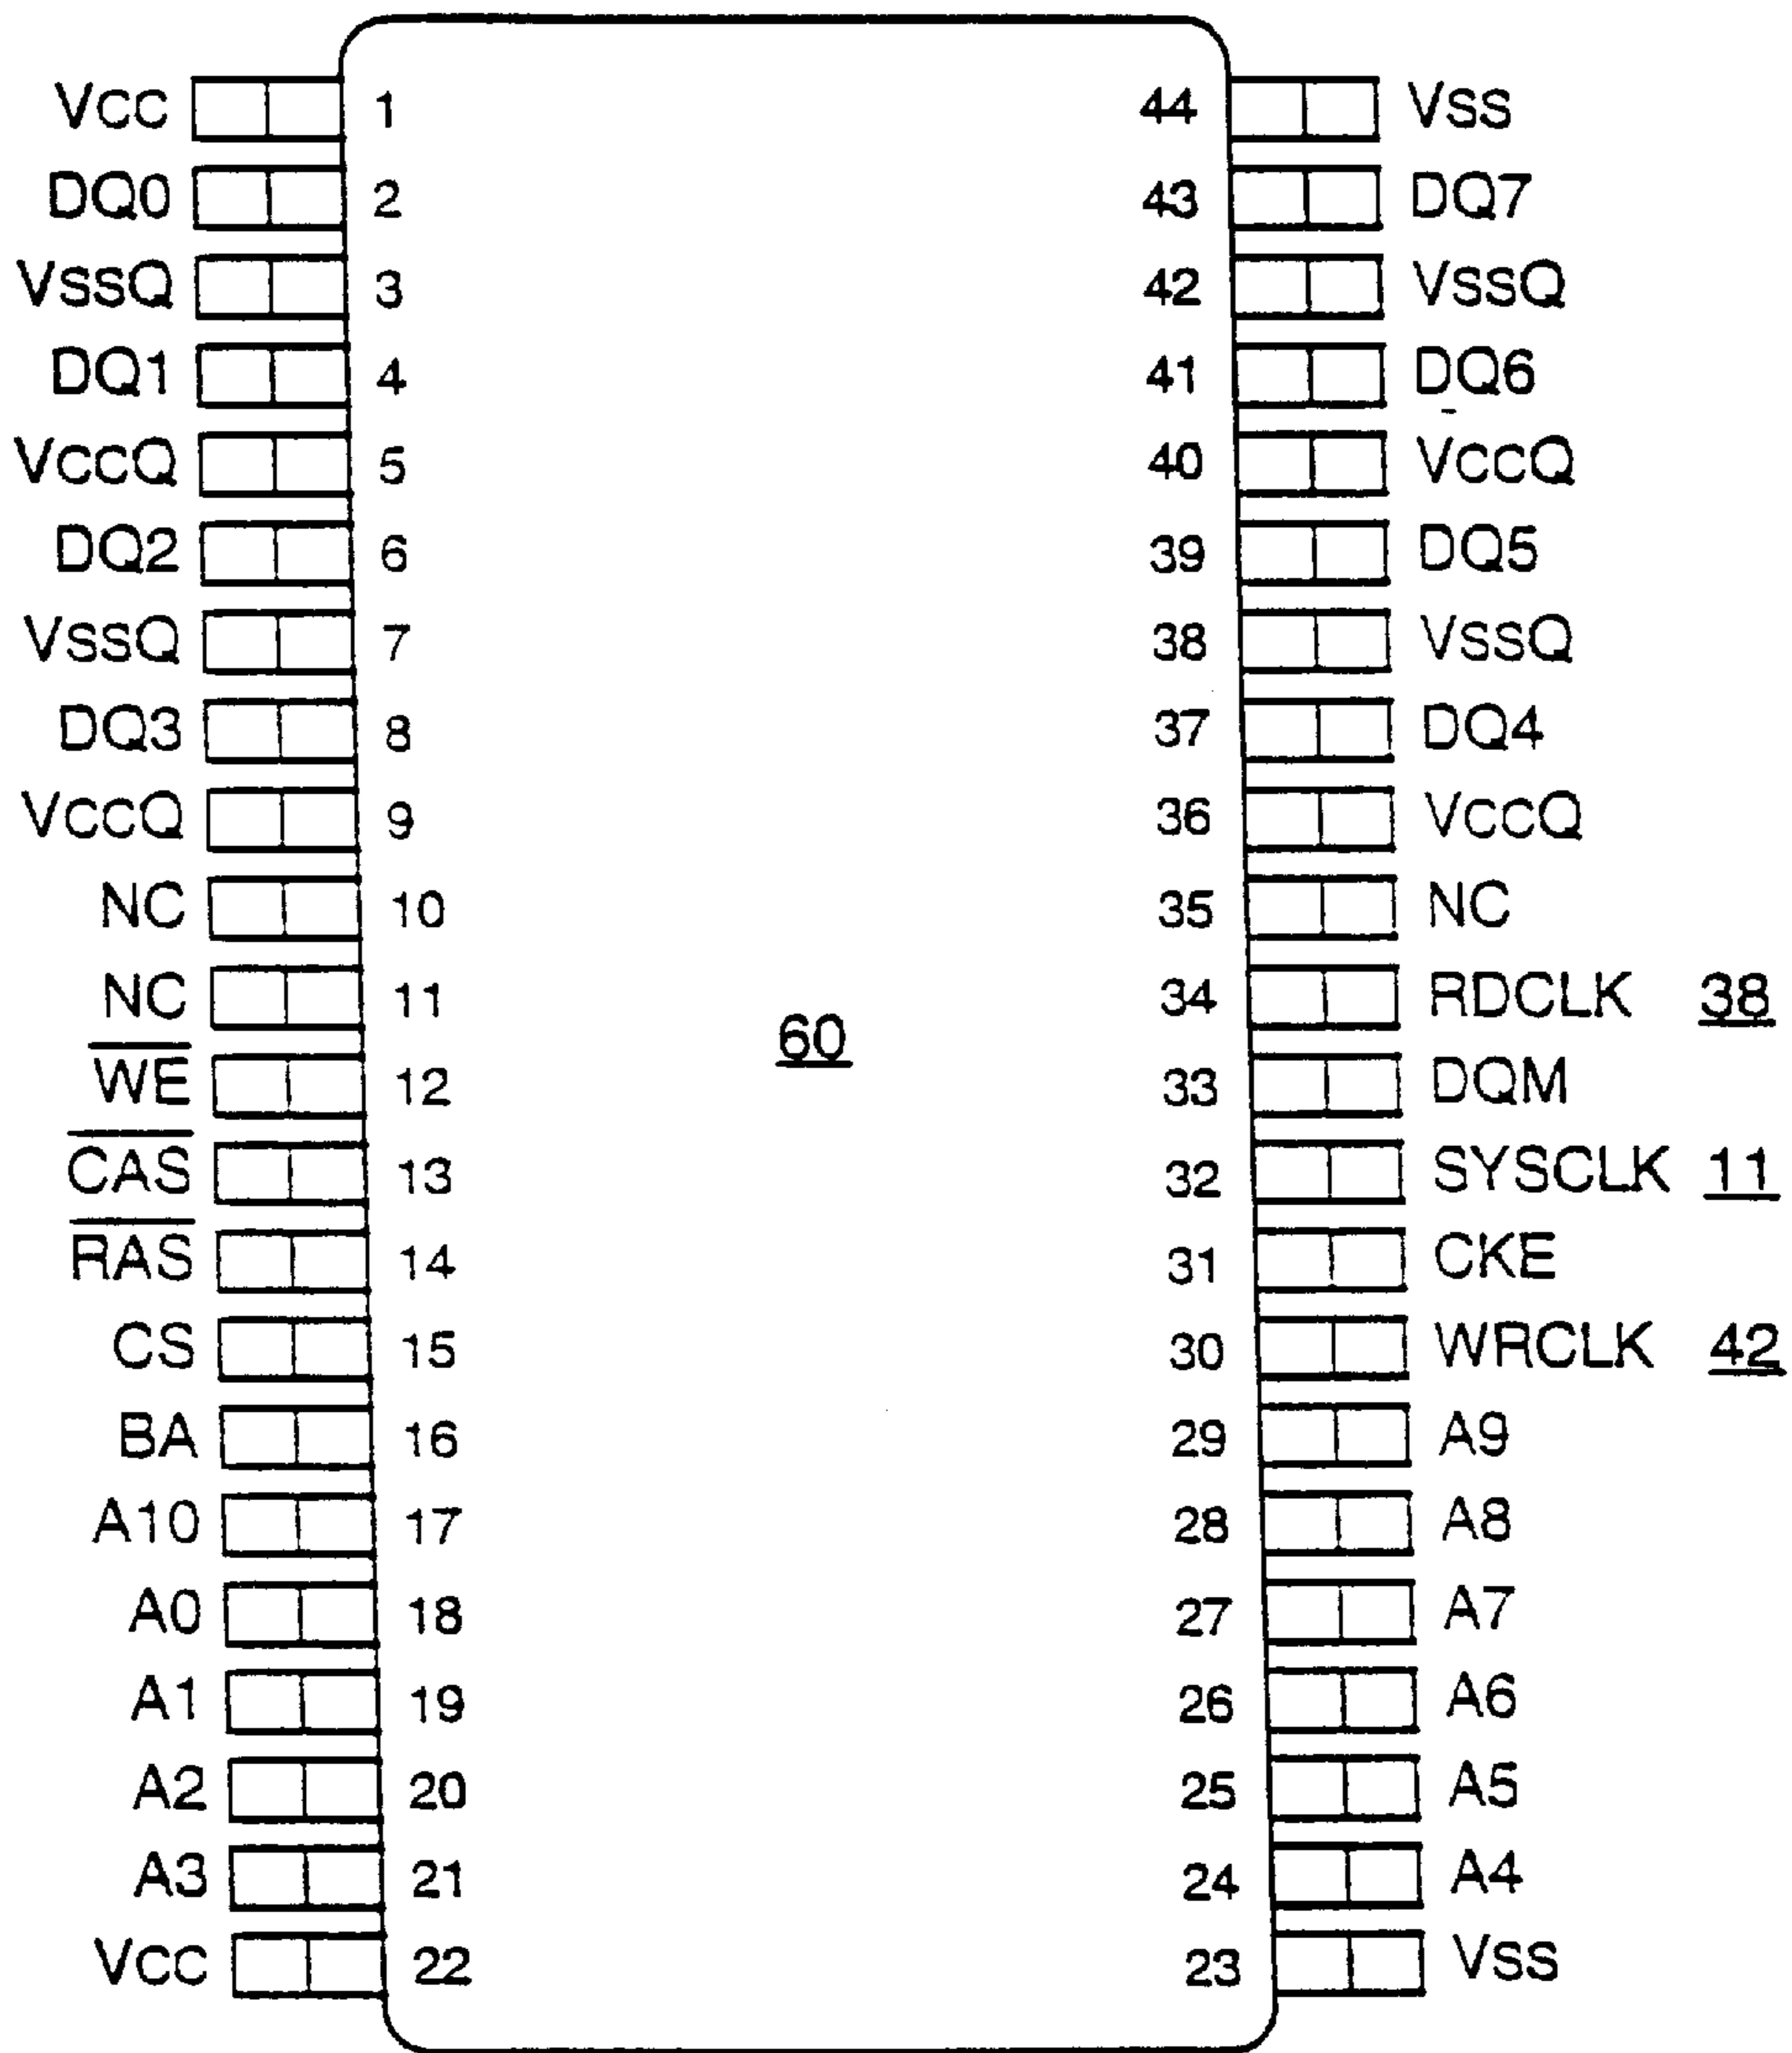 VCC 1 44 VSS
DQ0 2 43 DQ7
VSSQ 3 42 VSSQ
DQ1 4 41 DQ6
VCCQ 5 40 VCCQ
DQ2 6 39 DQ5
VSSQ 7 38 VSSQ
DQ3 8 37 DQ4
VCCQ 9 36 VCCQ
NC 10 35 NC
NC 11 34 RDCLK 38
60
W̅E̅ 12 33 DQM
C̅A̅S̅ 13 32 SYSCLK 11
R̅A̅S̅ 14 31 CKE
CS 15 30 WRCLK 42
BA 16 29 A9
A10 17 28 A8
A0 18 27 A7
A1 19 26 A6
A2 20 25 A5
A3 21 24 A4
VCC 22 23 VSS